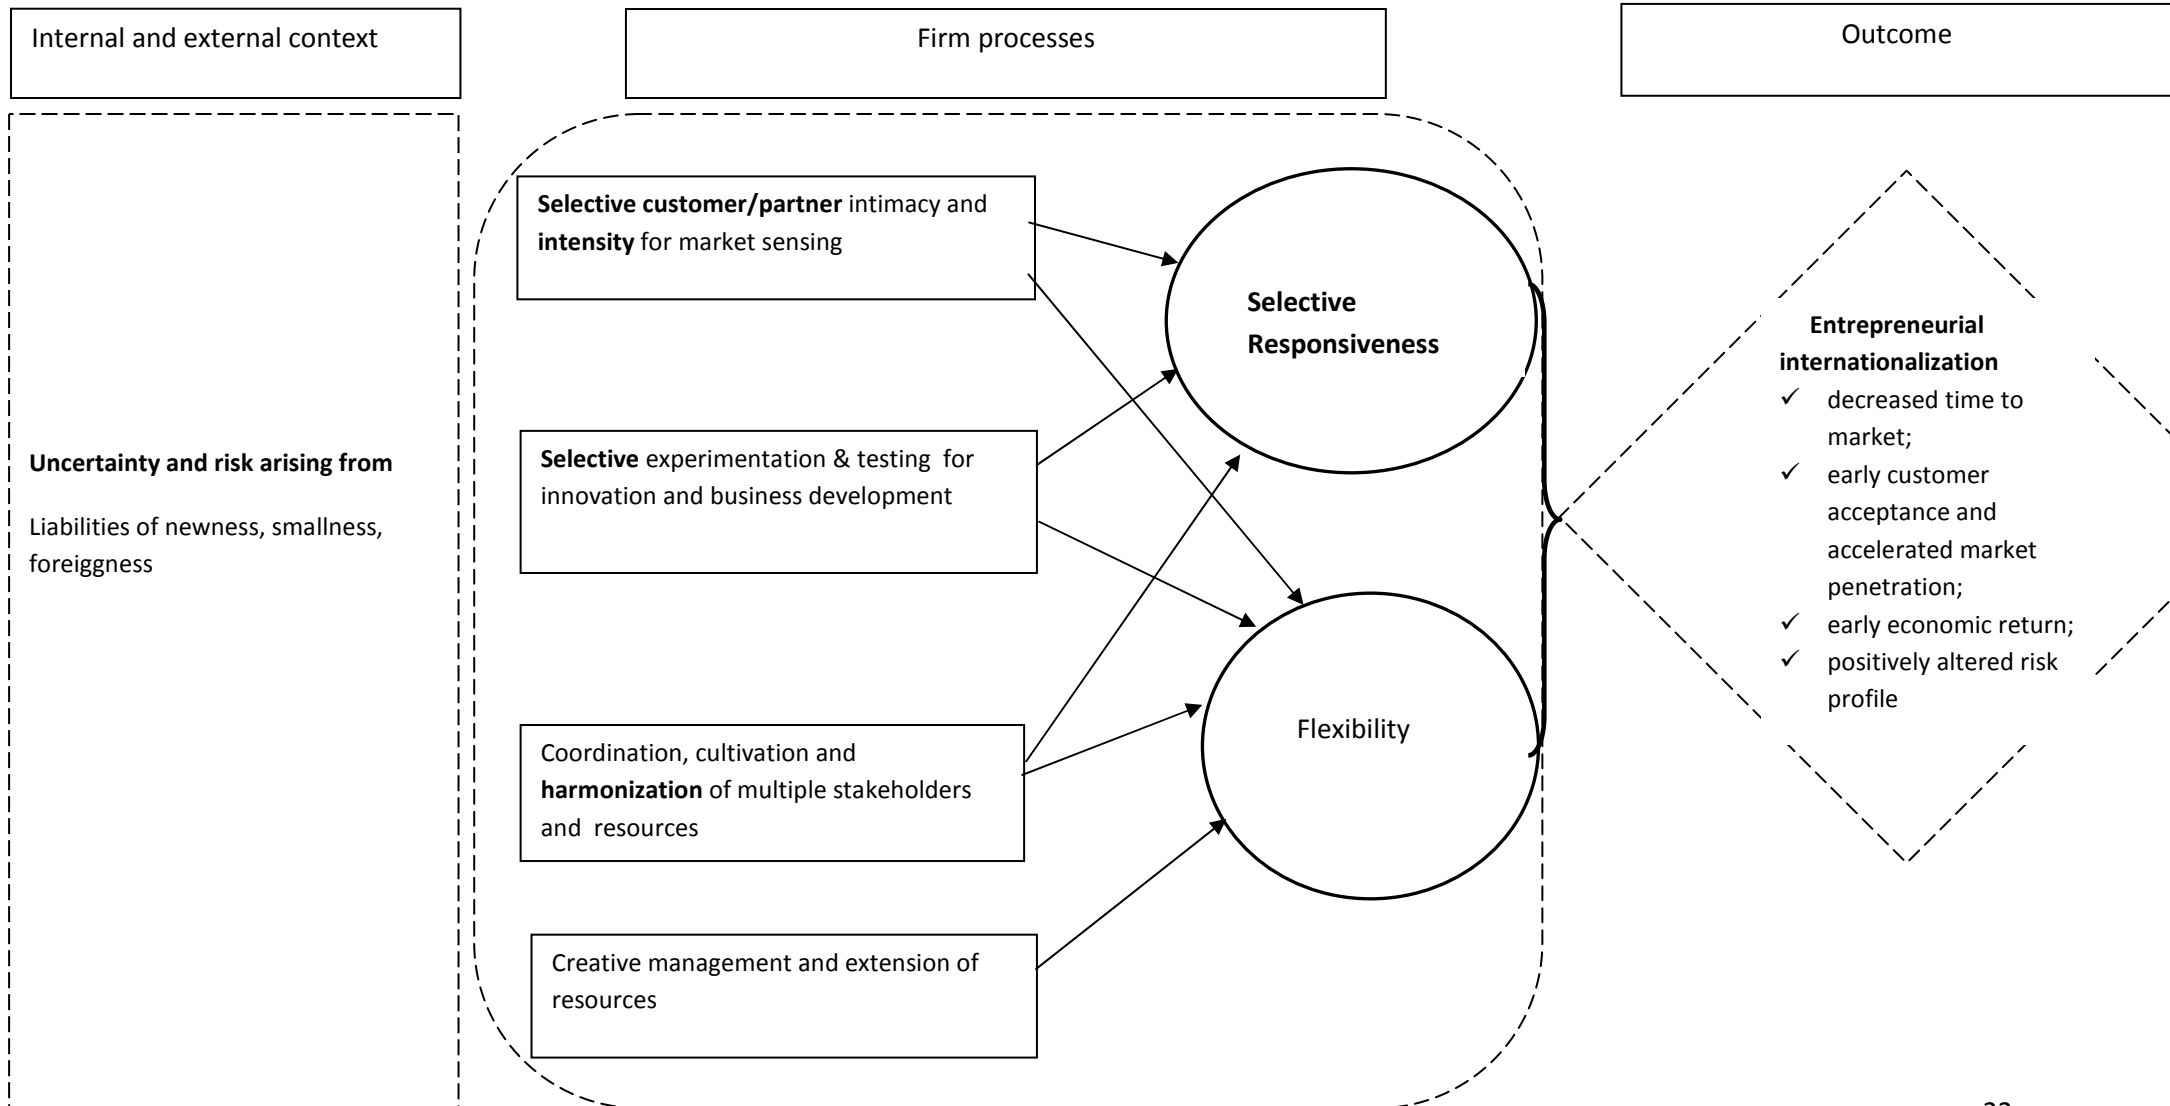 Internal and external context
Firm processes
Outcome
Uncertainty and risk arising from
Liabilities of newness, smallness,
foreiggness
Selective customer/partner intimacy and
intensity for market sensing
Selective experimentation & testing for
innovation and business development
Coordination, cultivation and
harmonization of multiple stakeholders
and resources
Creative management and extension of
resources
Selective
Responsiveness
Flexibility
Entrepreneurial
internationalization
✓ decreased time to
market;
✓ early customer
acceptance and
accelerated market
penetration;
✓ early economic return;
✓ positively altered risk
profile